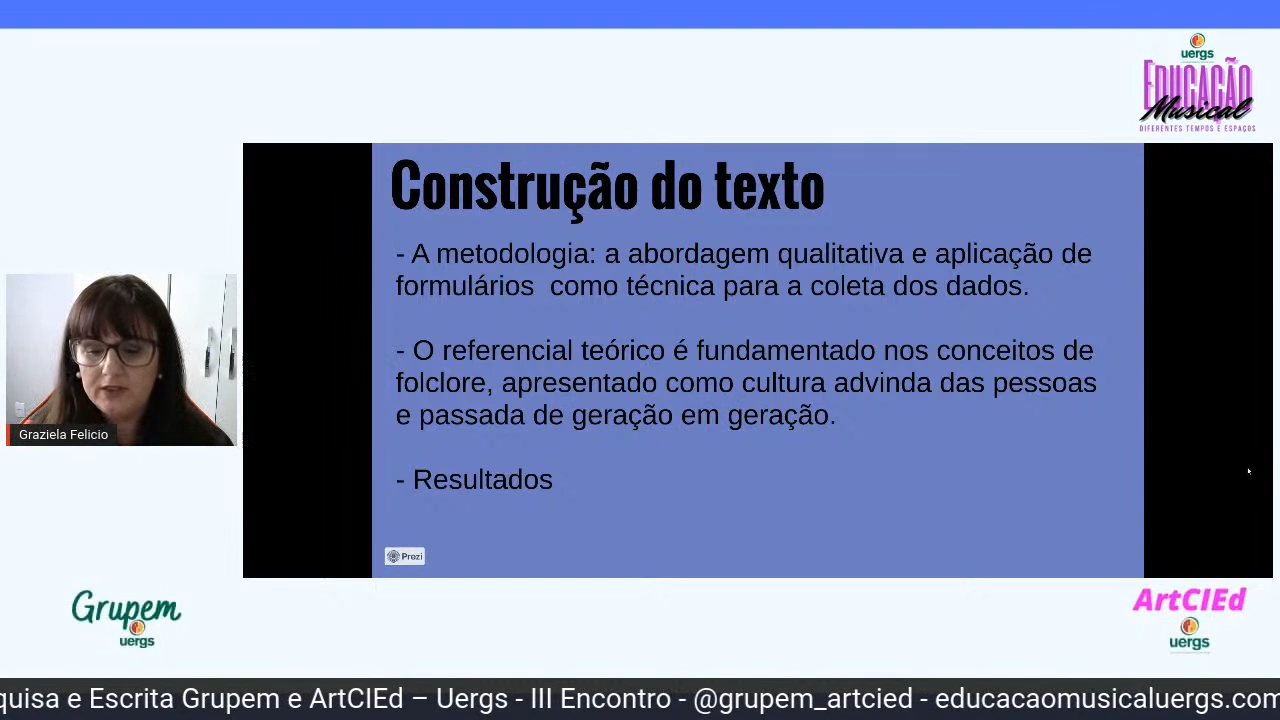 uergs
EDUCAÇÃO
Musical
DIFERENTES TEMPOS E ESPAÇOS
Construção do texto
- A metodologia: a abordagem qualitativa e aplicação de
formulários  como técnica para a coleta dos dados.
- O referencial teórico é fundamentado nos conceitos de
folclore, apresentado como cultura advinda das pessoas
e passada de geração em geração.
- Resultados
Prezi
Graziela Felicio
Grupem
uergs
ArtCIEd
uergs
quisa e Escrita Grupem e ArtCIEd – Uergs - III Encontro - @grupem_artcied - educacaomusicaluergs.com